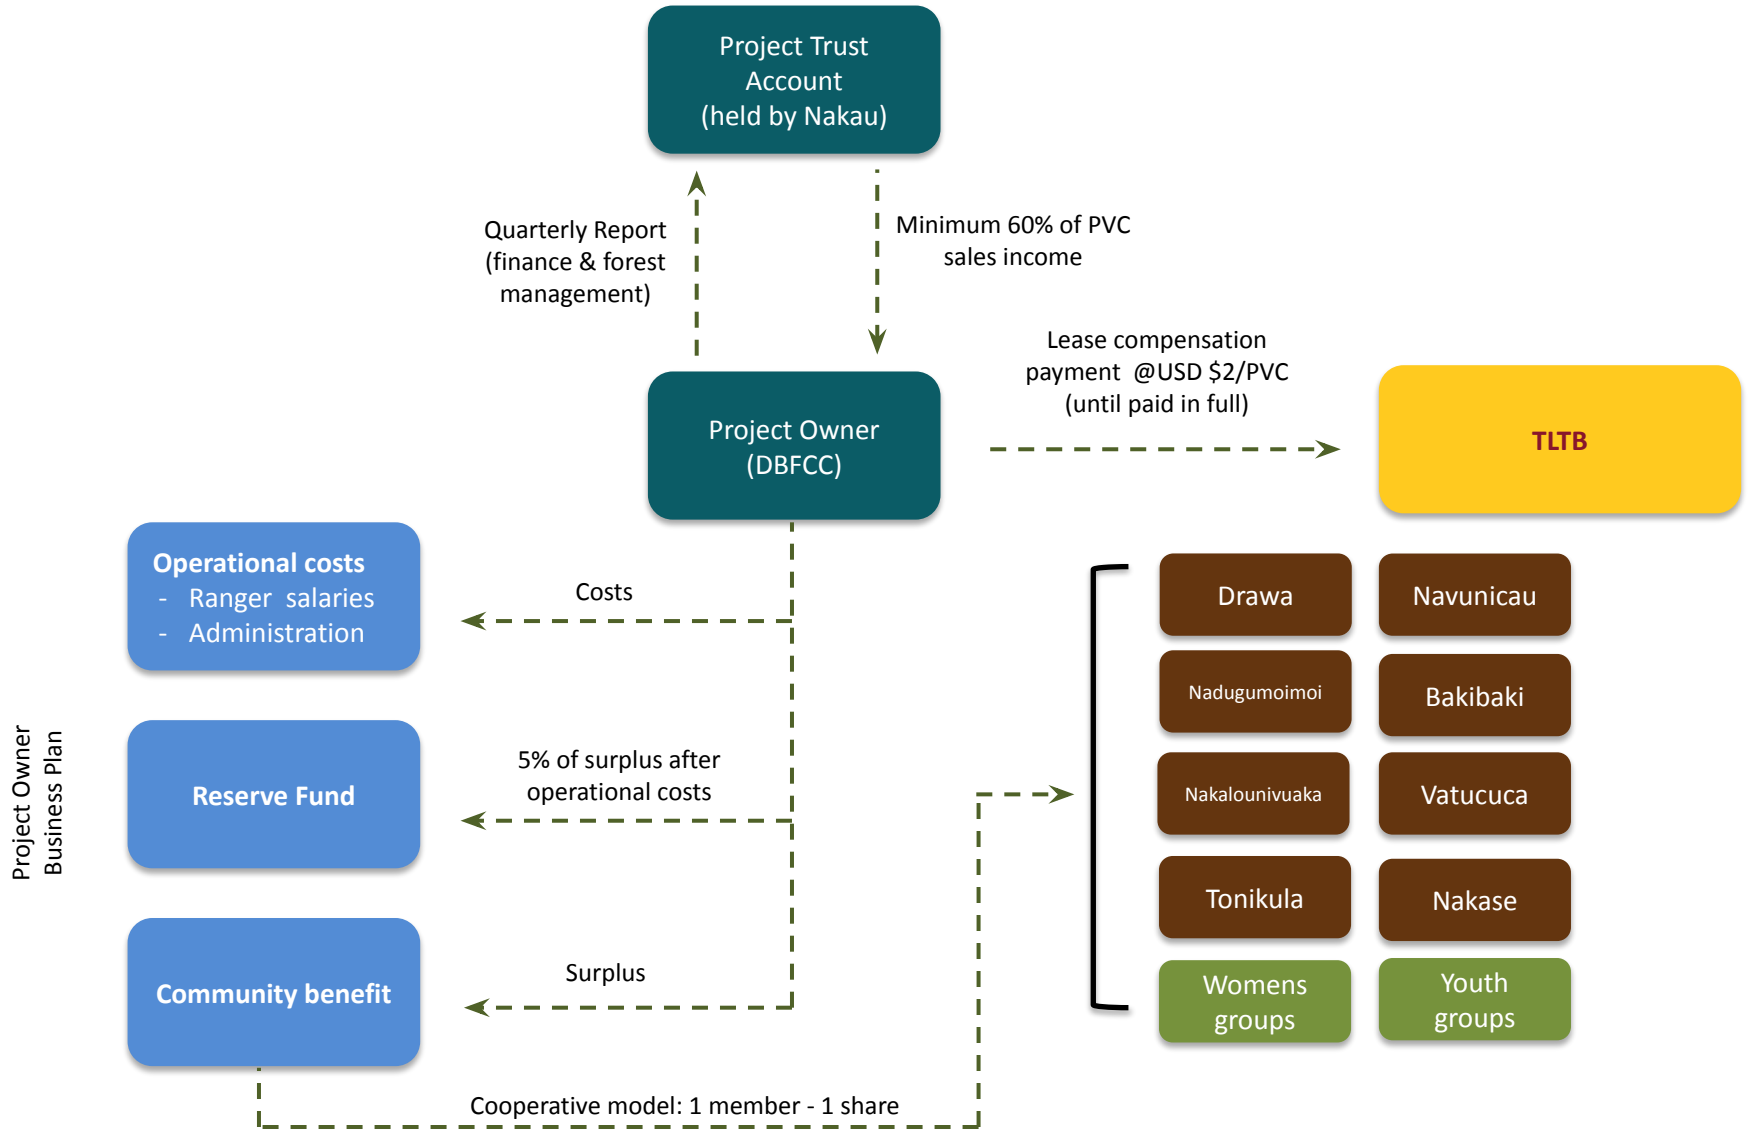 Project Trust
Account
(held by Nakau)
Quarterly Report
(finance & forest
management)
Minimum 60% of PVC
sales income
Lease compensation
payment @USD $2/PVC
(until paid in full)
Project Owner
(DBFCC)
TLTB
Operational costs
- Ranger salaries
- Administration
Costs
Project Owner
Business Plan
Reserve Fund
5% of surplus after
operational costs
Community benefit
Surplus
Cooperative model: 1 member - 1 share
Drawa
Navunicau
Nadugumoimoi
Bakibaki
Nakalounivuaka
Vatucuca
Tonikula
Nakase
Womens
groups
Youth
groups